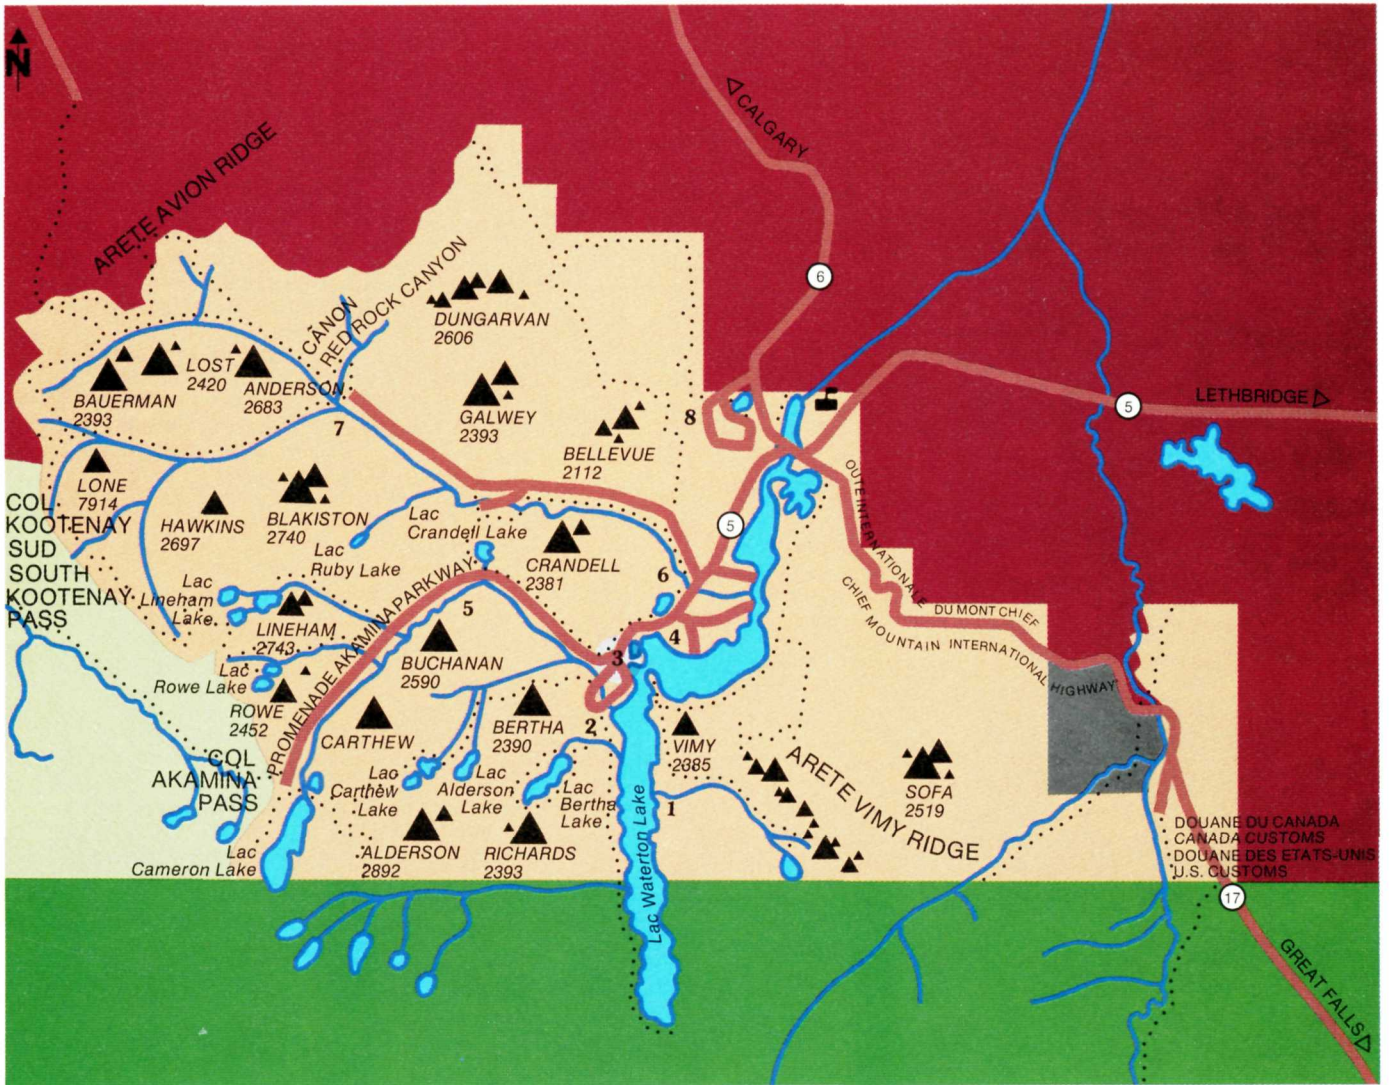 N
CALGARY
ARETE AVION RIDGE
6
CAÑON
RED ROCK CANYON
DUNGARVAN
2606
LOST
2420
ANDERSON
2683
BAUERMAN
2393
GALWEY
2393
BELLEVUE
2112
8
5
LETHBRIDGE
7
LONE
7914
HAWKINS
2697
BLAKISTON
2740
Lac
Crandell Lake
Lac
Ruby Lake
CRANDELL
2381
5
COL
KOOTENAY
SUD
SOUTH
KOOTENAY
PASS
Lac
Lineham
Lake
LINEHAM
2743
6
5
4
3
2
1
OUTE INTERNATIONALE DU MONT CHIEF
CHIEF MOUNTAIN INTERNATIONAL HIGHWAY
PROMENADE AKAMINA PARKWAY
BUCHANAN
2590
Lac
Rowe Lake
ROWE
2452
CARTHEW
BERTHA
2390
VIMY
2385
COL
AKAMINA
PASS
Lac
Carthew
Lake
Lac
Alderson
Lake
Lac
Bertha
Lake
ARETE VIMY RIDGE
SOFA
2519
ALDERSON
2892
RICHARDS
2393
Lac
Cameron Lake
Lac Waterton Lake
DOUANE DU CANADA
CANADA CUSTOMS
DOUANE DES ETATS-UNIS
U.S. CUSTOMS
17
GREAT FALLS